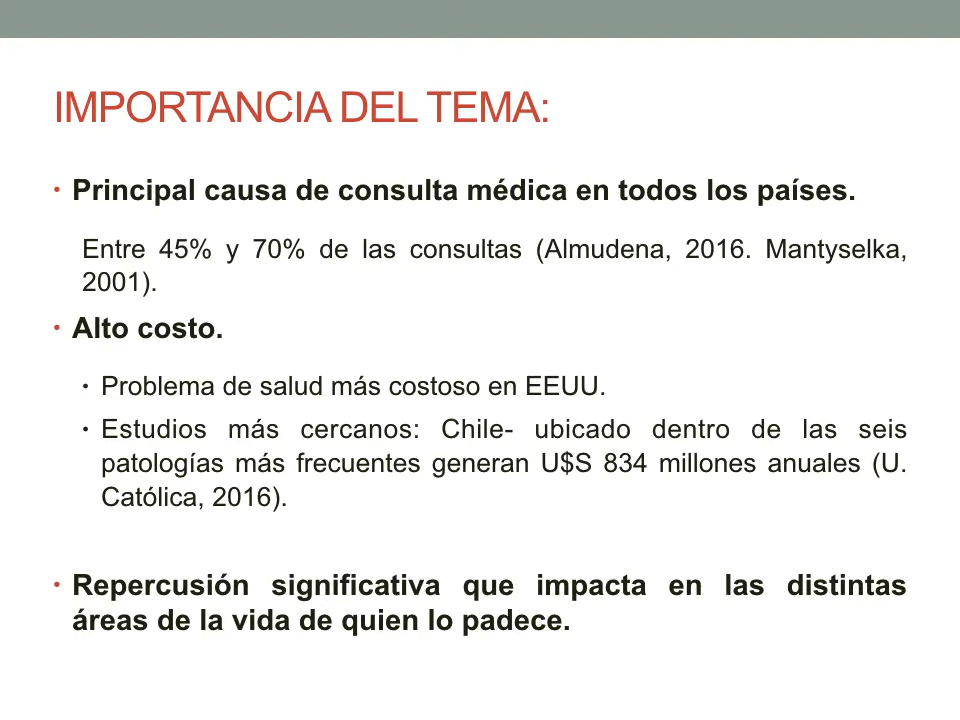 IMPORTANCIA DEL TEMA:
• Principal causa de consulta médica en todos los países.
Entre 45% y 70% de las consultas (Almudena, 2016. Mantyselka,
2001).
• Alto costo.
• Problema de salud más costoso en EEUU.
• Estudios más cercanos: Chile- ubicado dentro de las seis
patologías más frecuentes generan U$S 834 millones anuales (U.
Católica, 2016).
• Repercusión significativa que impacta en las distintas
áreas de la vida de quien lo padece.